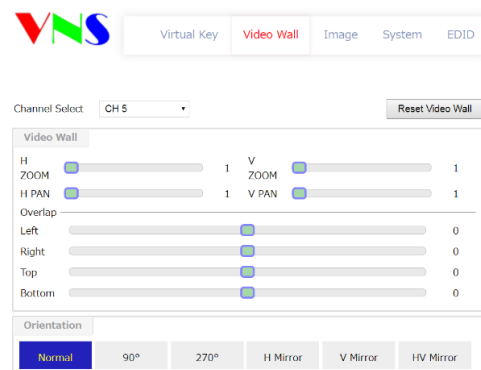 VNS
Virtual Key Video Wall Image System EDID
Channel Select CH 5 Reset Video Wall
Video Wall
H ZOOM 1 V ZOOM 1
H PAN 1 V PAN 1
Overlap
Left 0
Right 0
Top 0
Bottom 0
Orientation
Normal 90° 270° H Mirror V Mirror HV Mirror